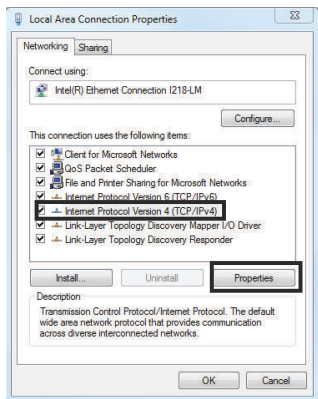 Local Area Connection Properties
Networking
Sharing
Connect using:
Intel(R) Ethernet Connection I218-LM
Configure...
This connection uses the following items:
Client for Microsoft Networks
QoS Packet Scheduler
File and Printer Sharing for Microsoft Networks
Internet Protocol Version 6 (TCP/IPv6)
Internet Protocol Version 4 (TCP/IPv4)
Link-Layer Topology Discovery Mapper I/O Driver
Link-Layer Topology Discovery Responder
Install...
Uninstall
Properties
Description
Transmission Control Protocol/Internet Protocol. The default
wide area network protocol that provides communication
across diverse interconnected networks.
OK
Cancel